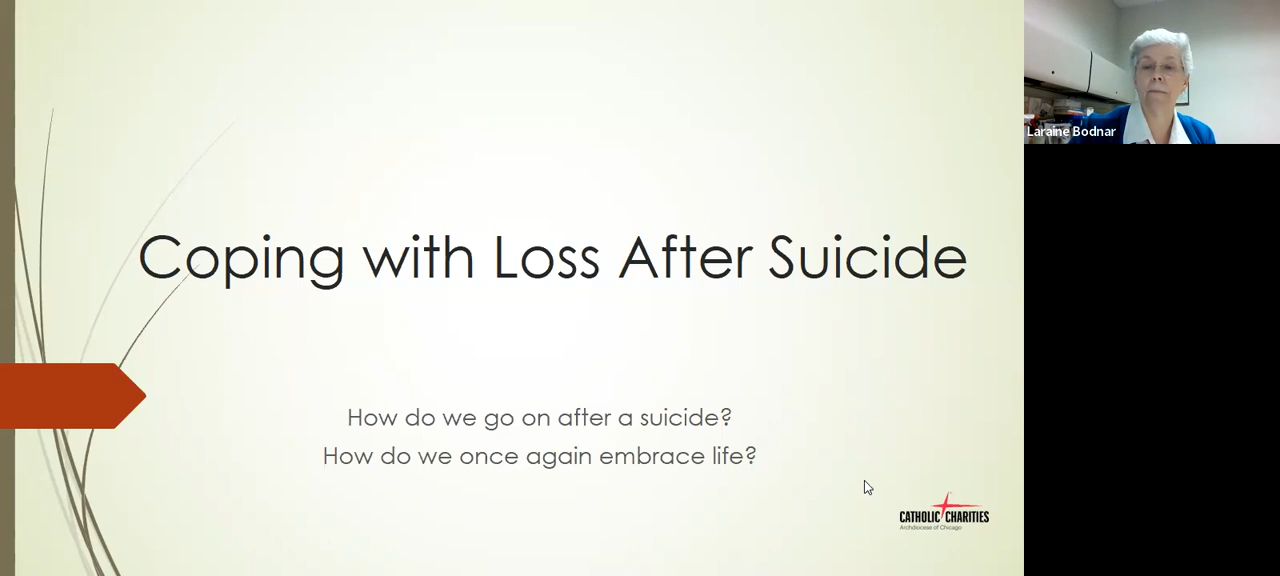 Coping with Loss After Suicide
How do we go on after a suicide?
How do we once again embrace life?
CATHOLIC CHARITIES
Archdiocese of Chicago
Laraine Bodnar